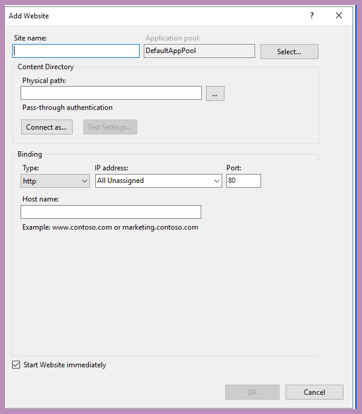 Add Website
? ×
Site name:
Application pool:
DefaultAppPool
Select...
Content Directory
Physical path:
...
Pass-through authentication
Connect as...
Test Settings...
Binding
Type:
IP address:
Port:
http
All Unassigned
80
Host name:
Example: www.contoso.com or marketing.contoso.com
Start Website immediately
OK
Cancel